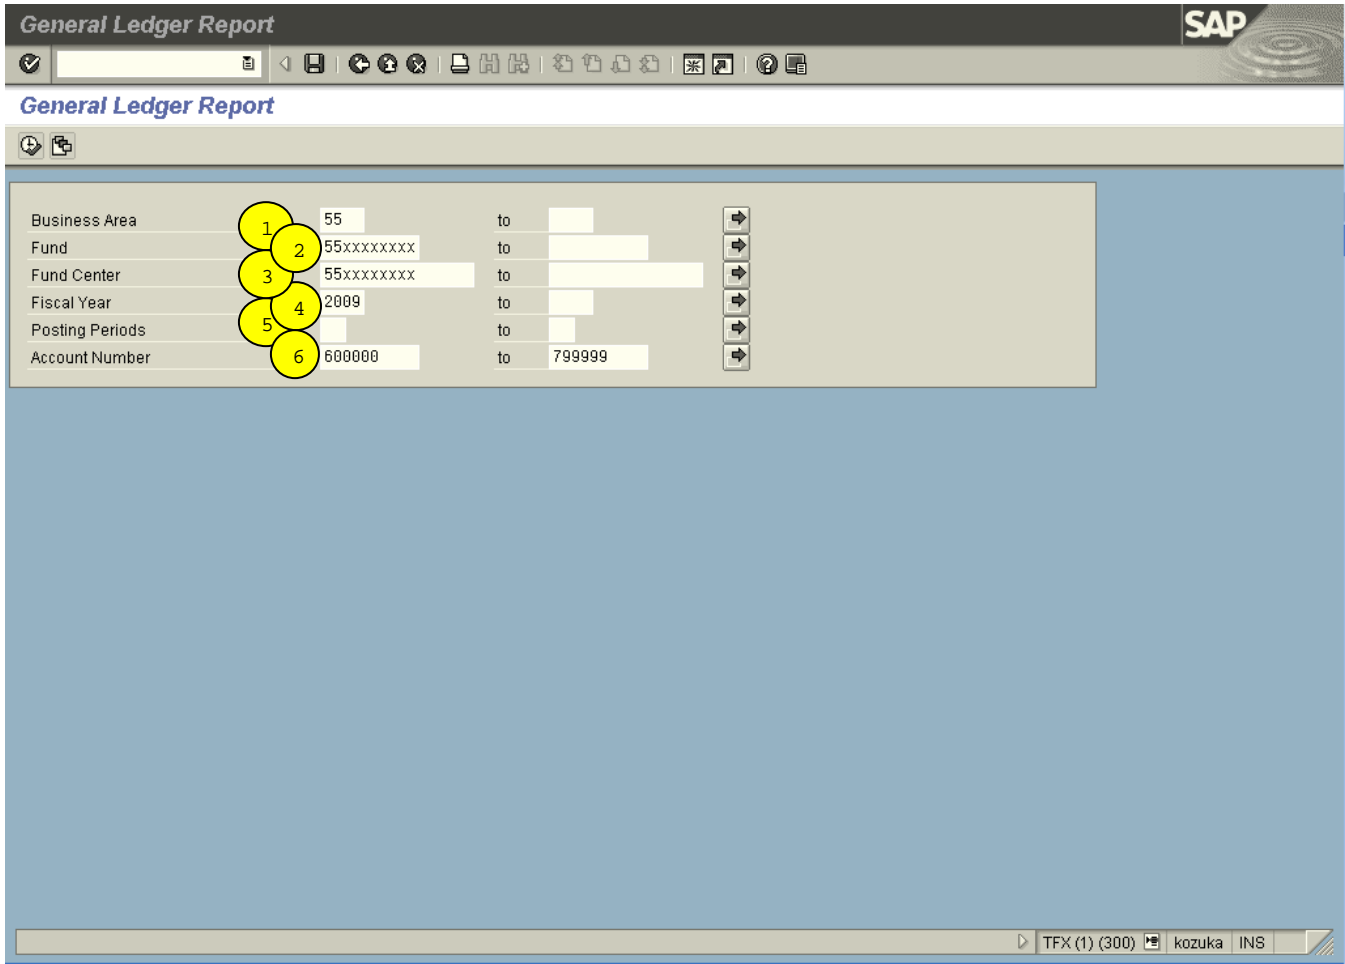 General Ledger Report
SAP
General Ledger Report
Business Area 1 55 to
Fund 2 55xxxxxxxx to
Fund Center 3 55xxxxxxxx to
Fiscal Year 4 2009 to
Posting Periods 5 to
Account Number 6 600000 to 799999
TFX (1) (300) kozuka INS